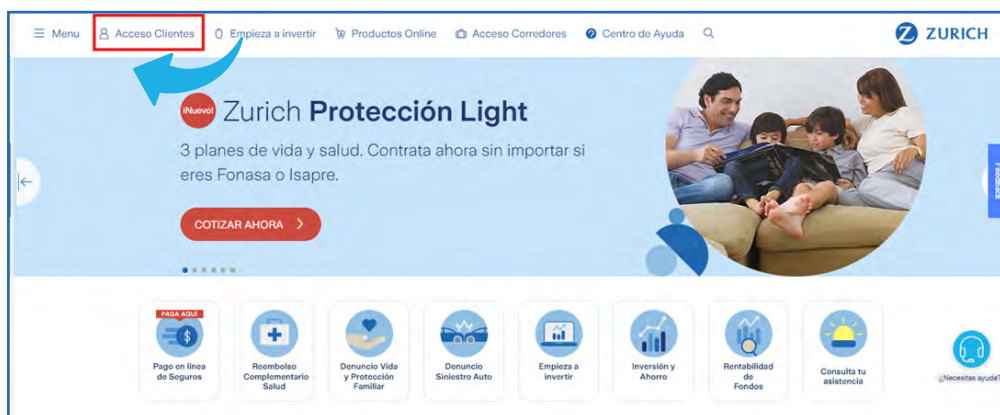 Menu Acceso Clientes Empieza a invertir Productos Online Acceso Corredores Centro de Ayuda ZURICH
¡Nuevo! Zurich Protección Light
3 planes de vida y salud. Contrata ahora sin importar si
eres Fonasa o Isapre.
Feedback
COTIZAR AHORA
PAGA AQUÍ
Pago en línea
de Seguros
Reembolso
Complementario
Salud
Denuncio Vida
y Protección
Familiar
Denuncio
Siniestro Auto
Empieza a
invertir
Inversión y
Ahorro
Rentabilidad
de
Fondos
Consulta tu
asistencia
¿Necesitas ayuda?